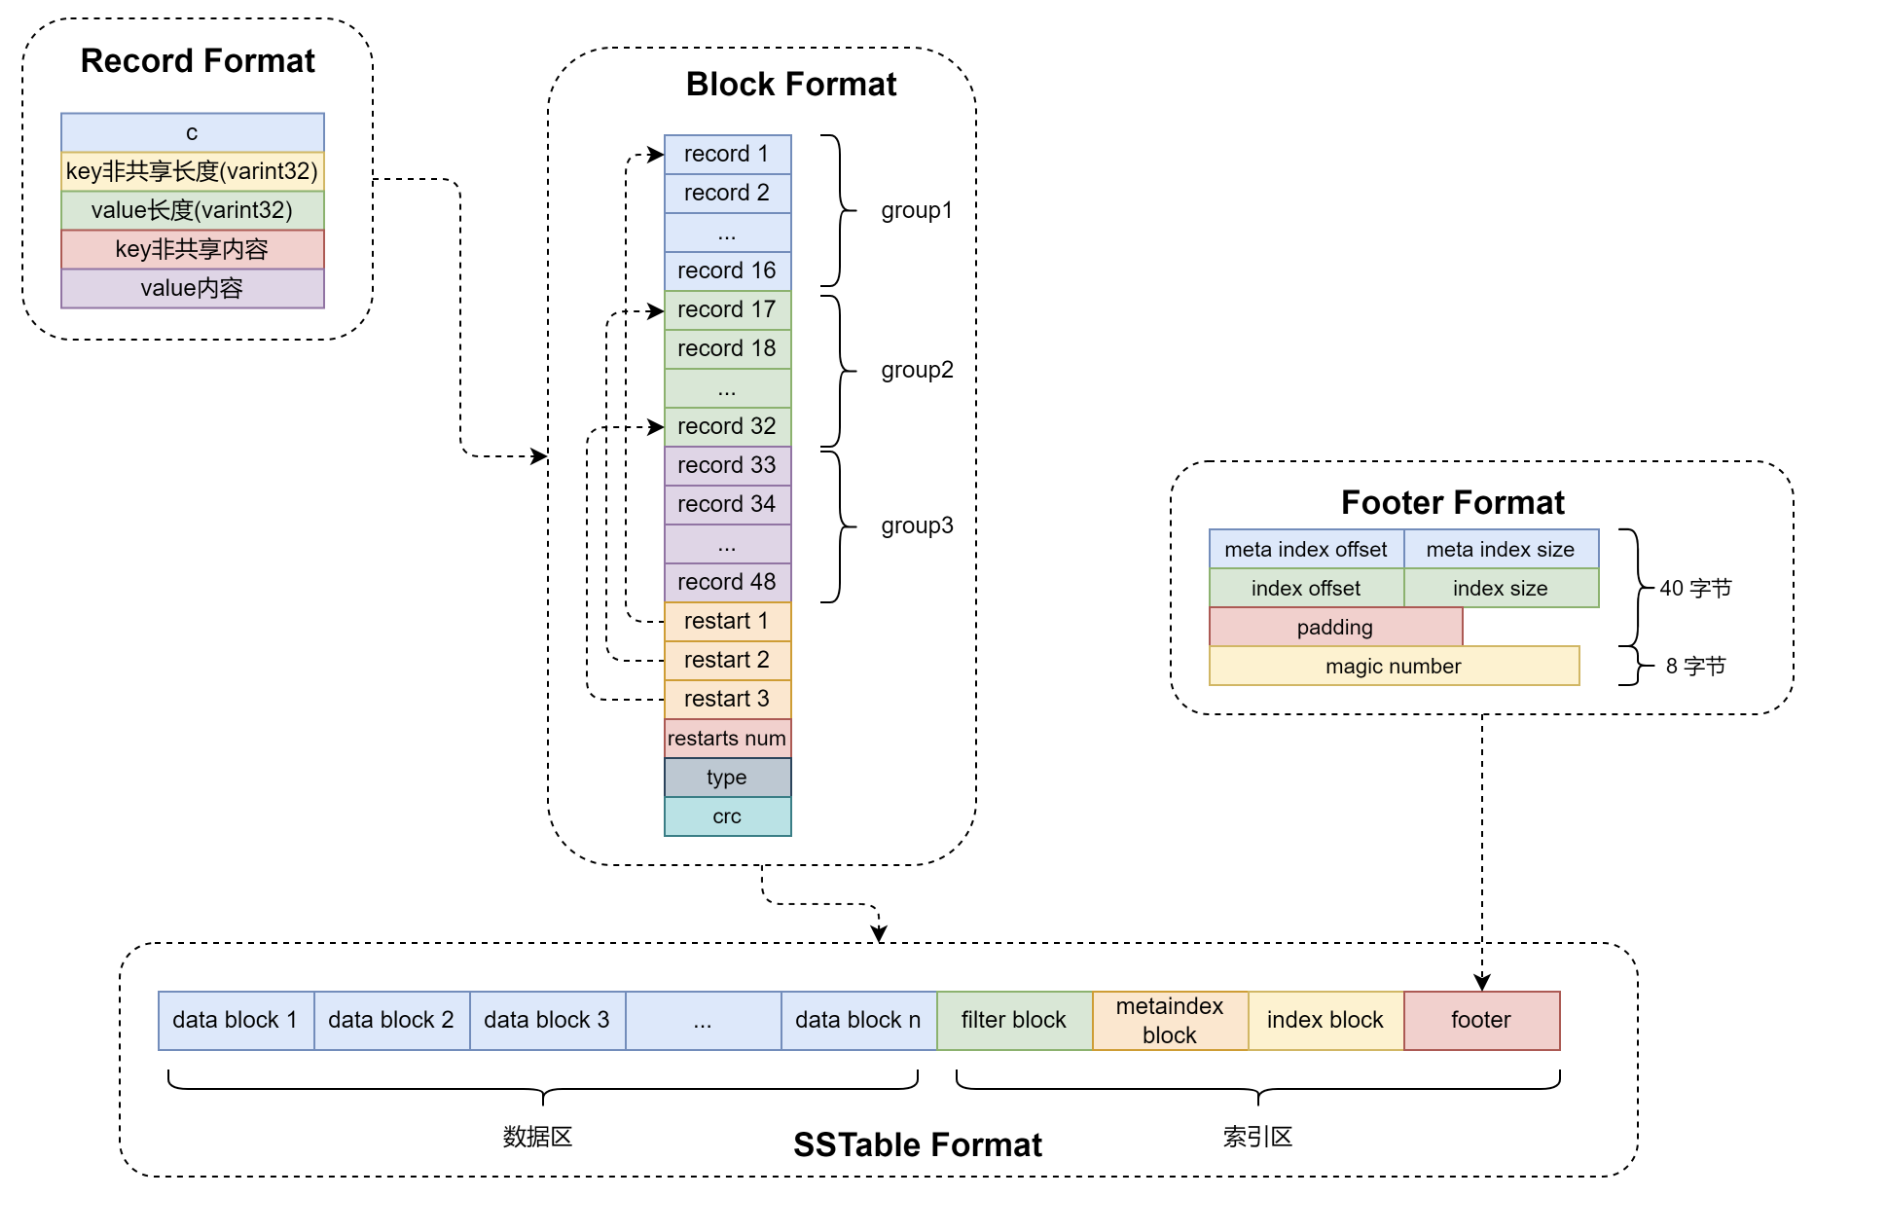 Record Format
c
key非共享长度(varint32)
value长度(varint32)
key非共享内容
value内容
Block Format
record 1
record 2
...
record 16
group1
record 17
record 18
...
record 32
group2
record 33
record 34
...
record 48
group3
restart 1
restart 2
restart 3
restarts num
type
crc
Footer Format
meta index offset meta index size
index offset index size
padding
40 字节
magic number
8 字节
data block 1 data block 2 data block 3 ... data block n filter block metaindex block index block footer
数据区
索引区
SSTable Format